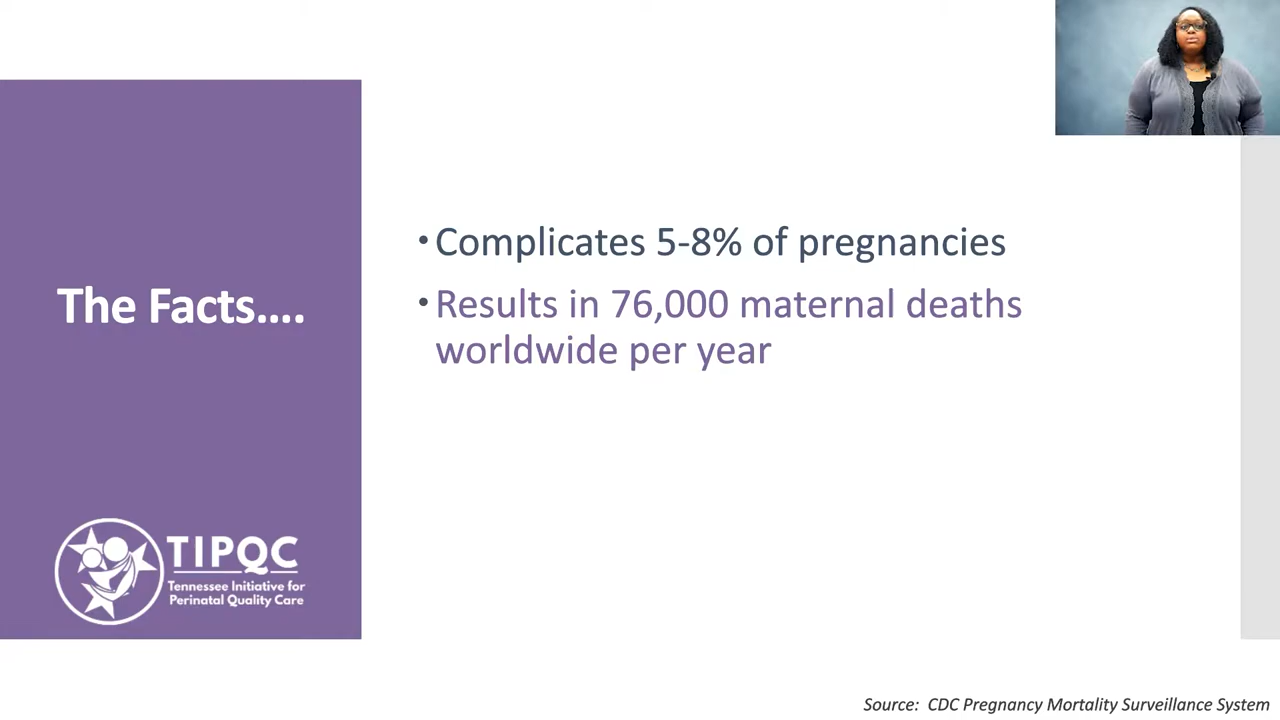 The Facts....
• Complicates 5-8% of pregnancies
• Results in 76,000 maternal deaths
worldwide per year
TIPQC
Tennessee Initiative for
Perinatal Quality Care
Source: CDC Pregnancy Mortality Surveillance System